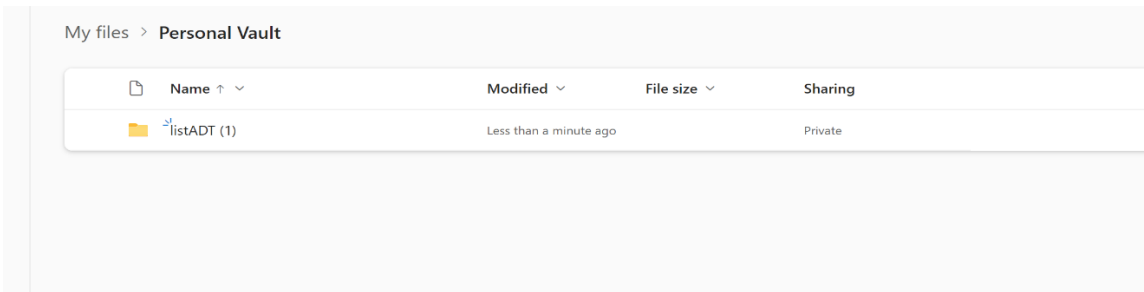 My files > Personal Vault
Name ↑ Modified File size Sharing
listADT (1) Less than a minute ago Private